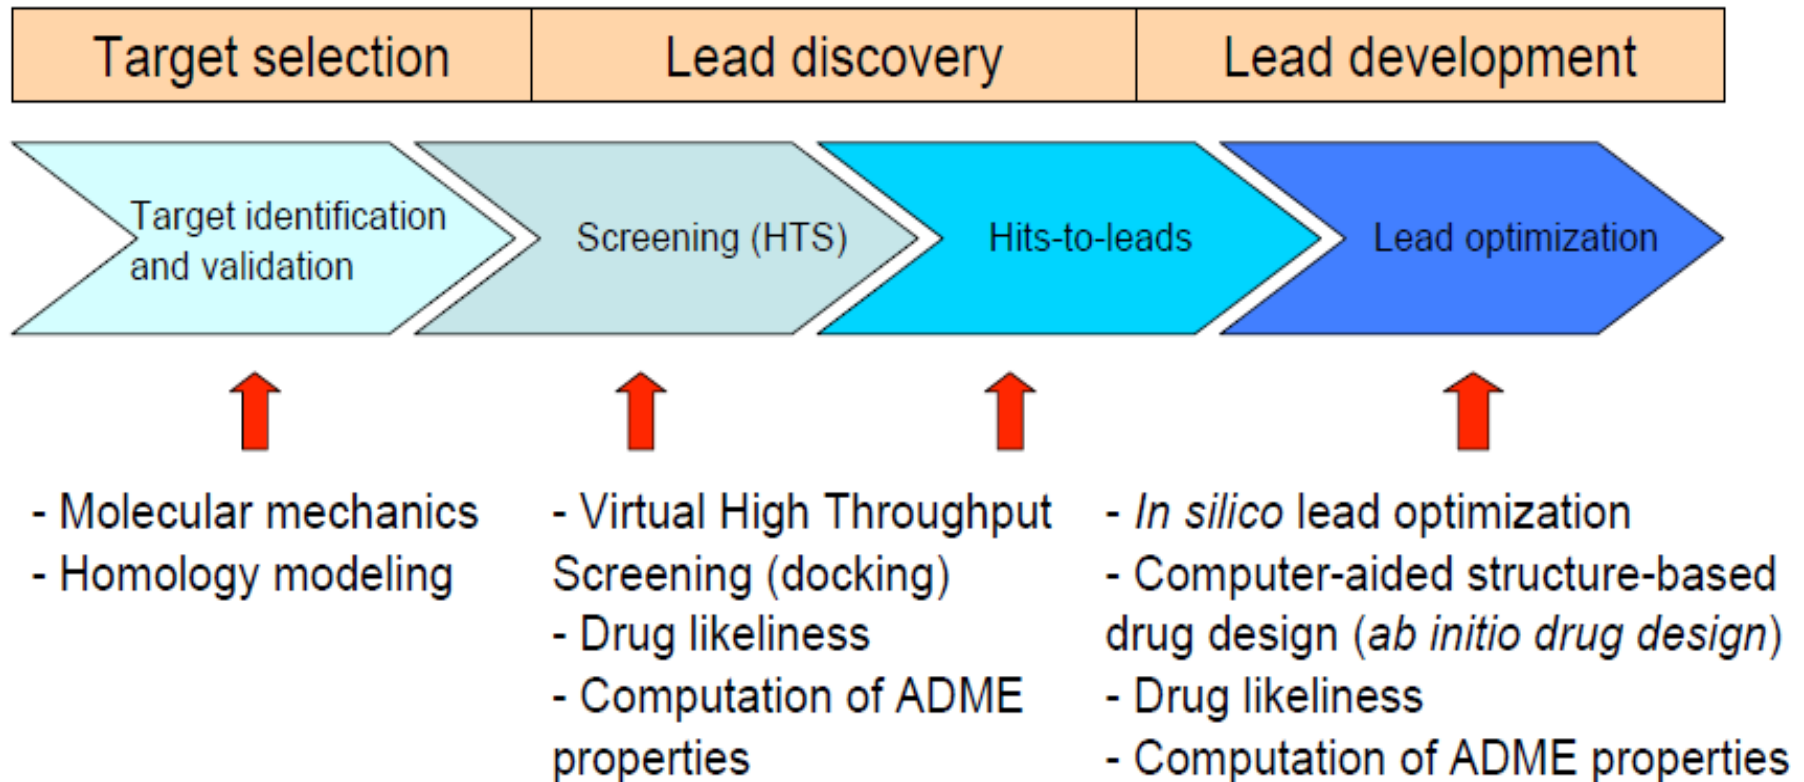 Target selection
Lead discovery
Lead development
Target identification
and validation
Screening (HTS)
Hits-to-leads
Lead optimization
- Molecular mechanics
- Homology modeling
- Virtual High Throughput
Screening (docking)
- Drug likeliness
- Computation of ADME
properties
- In silico lead optimization
- Computer-aided structure-based
drug design (ab initio drug design)
- Drug likeliness
- Computation of ADME properties